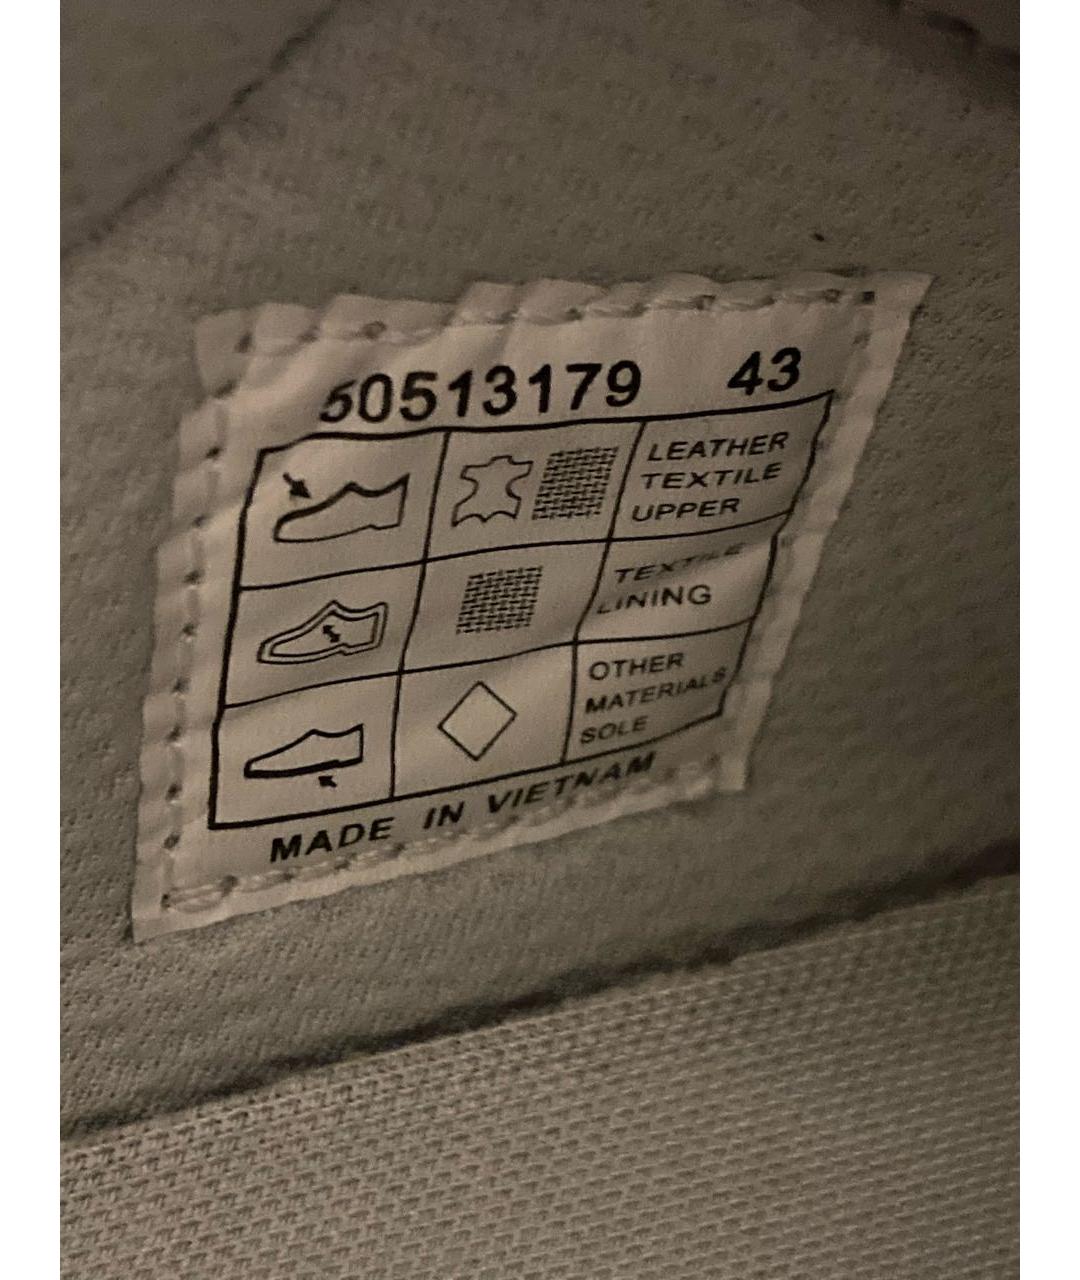 50513179 43
LEATHER
TEXTILE
UPPER
TEXTILE
LINING
OTHER
MATERIALS
SOLE
MADE IN VIETNAM